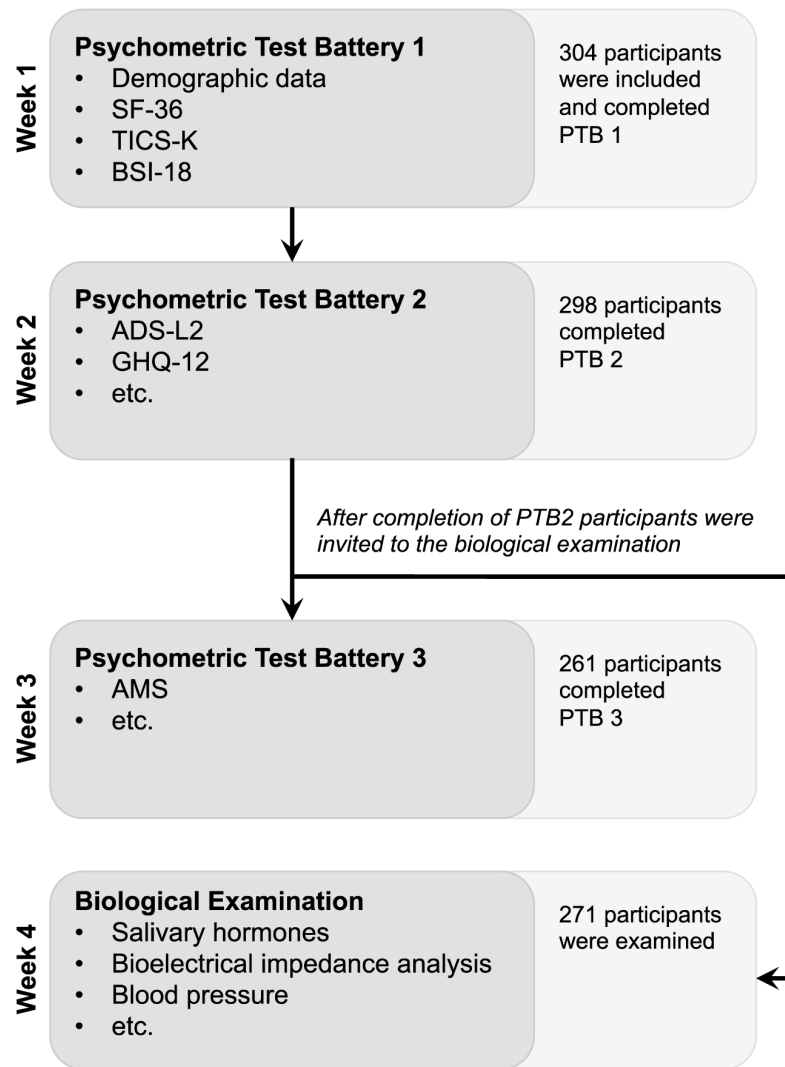 Week 1
Psychometric Test Battery 1
• Demographic data
• SF-36
• TICS-K
• BSI-18
304 participants
were included
and completed
PTB 1
Week 2
Psychometric Test Battery 2
• ADS-L2
• GHQ-12
• etc.
298 participants
completed
PTB 2
After completion of PTB2 participants were
invited to the biological examination
Week 3
Psychometric Test Battery 3
• AMS
• etc.
261 participants
completed
PTB 3
Week 4
Biological Examination
• Salivary hormones
• Bioelectrical impedance analysis
• Blood pressure
• etc.
271 participants
were examined